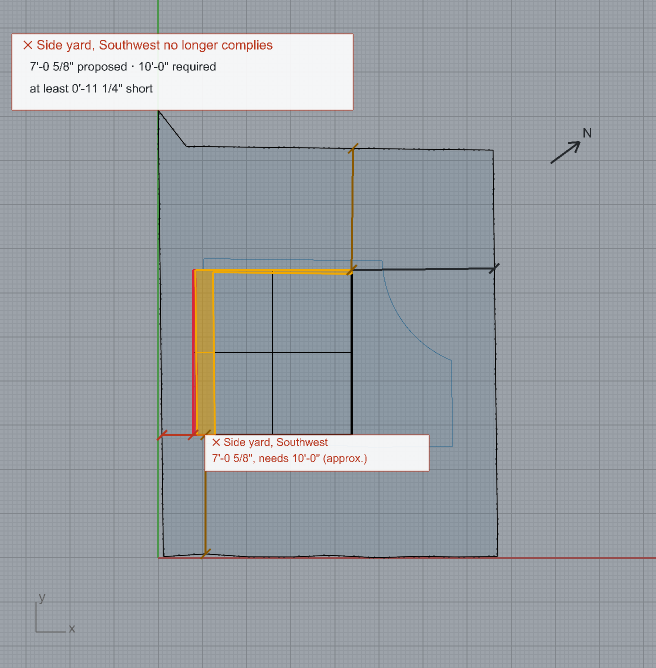 × Side yard, Southwest no longer complies
7'-0 5/8" proposed · 10'-0" required
at least 0'-11 1/4" short
N
× Side yard, Southwest
7'-0 5/8", needs 10'-0" (approx.)
y
x